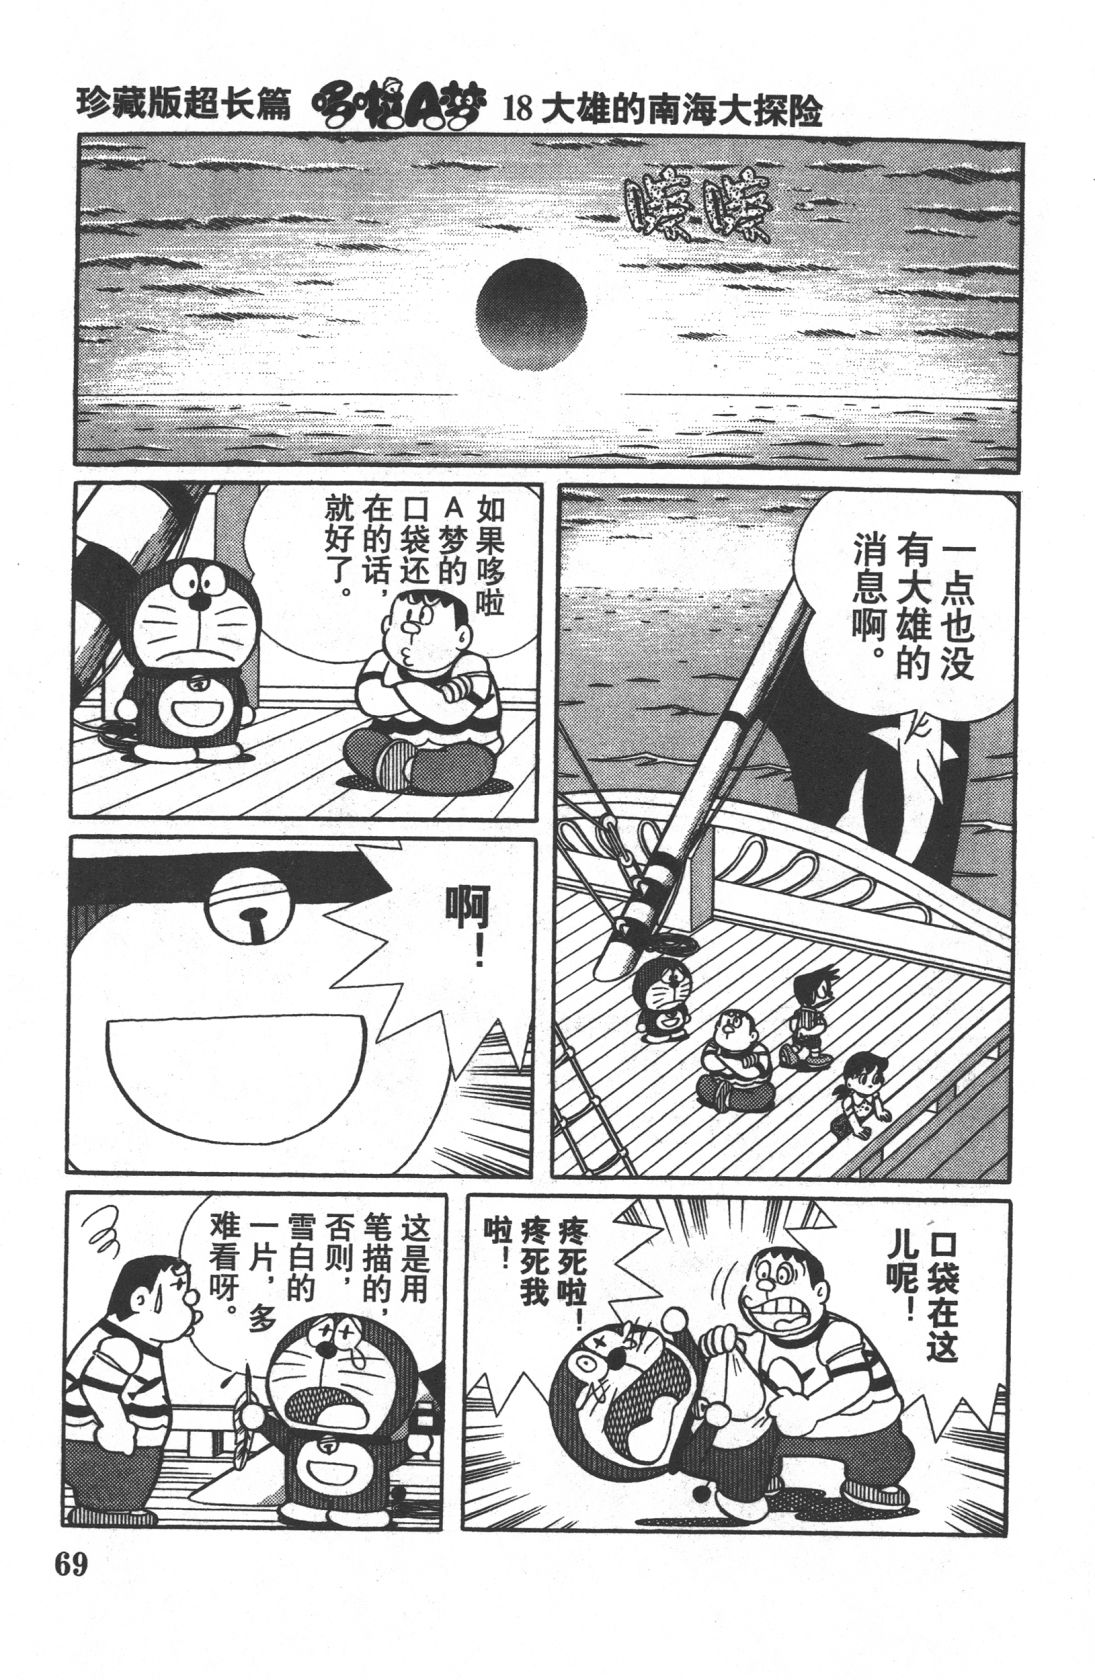 珍藏版超长篇 哆啦A梦 18 大雄的南海大探险
嗞嗞
一点也没
有大雄的
消息啊。
如果哆啦
A梦的
口袋还
在的话，
就好了。
啊！
口袋在这
儿呢！
疼死啦！
疼死我
啦！
这是用
笔描的，
否则，
雪白的
一片，多
难看呀。
69